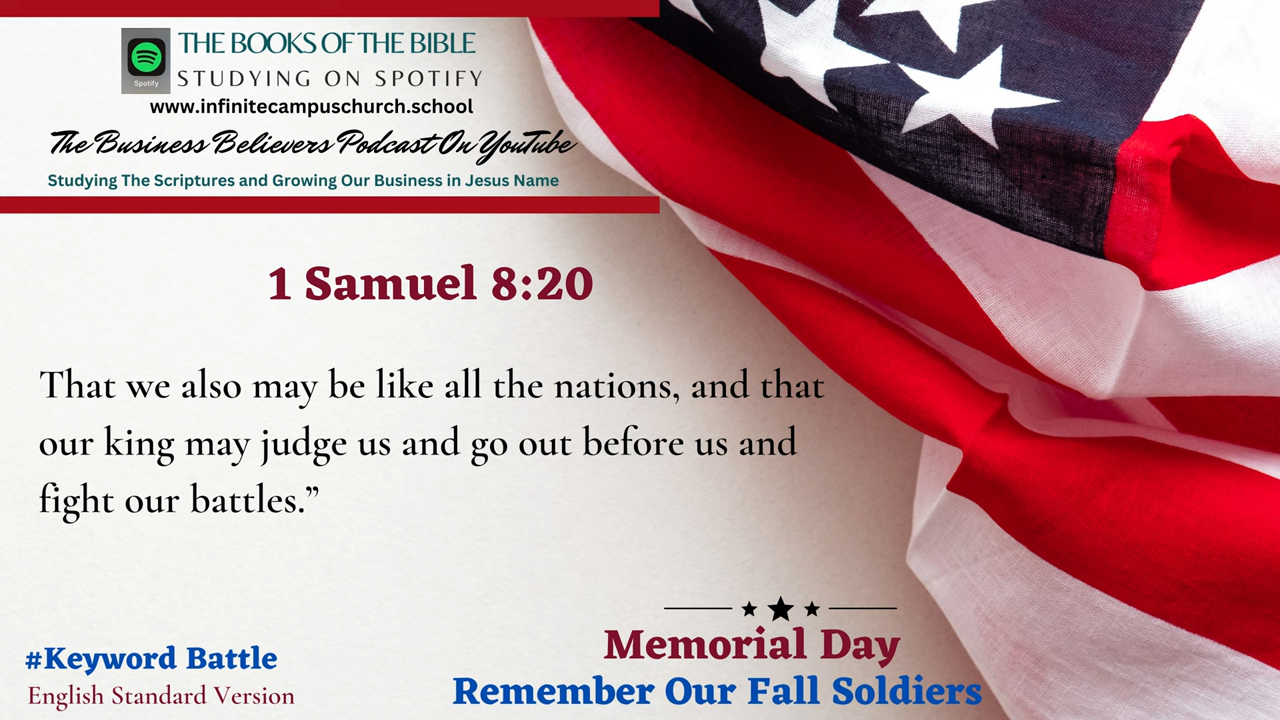 Spotify
THE BOOKS OF THE BIBLE
STUDYING ON SPOTIFY
www.infinitecampuschurch.school
The Business Believers Podcast On YouTube
Studying The Scriptures and Growing Our Business in Jesus Name
1 Samuel 8:20
That we also may be like all the nations, and that
our king may judge us and go out before us and
fight our battles.”
#Keyword Battle
English Standard Version
Memorial Day
Remember Our Fall Soldiers